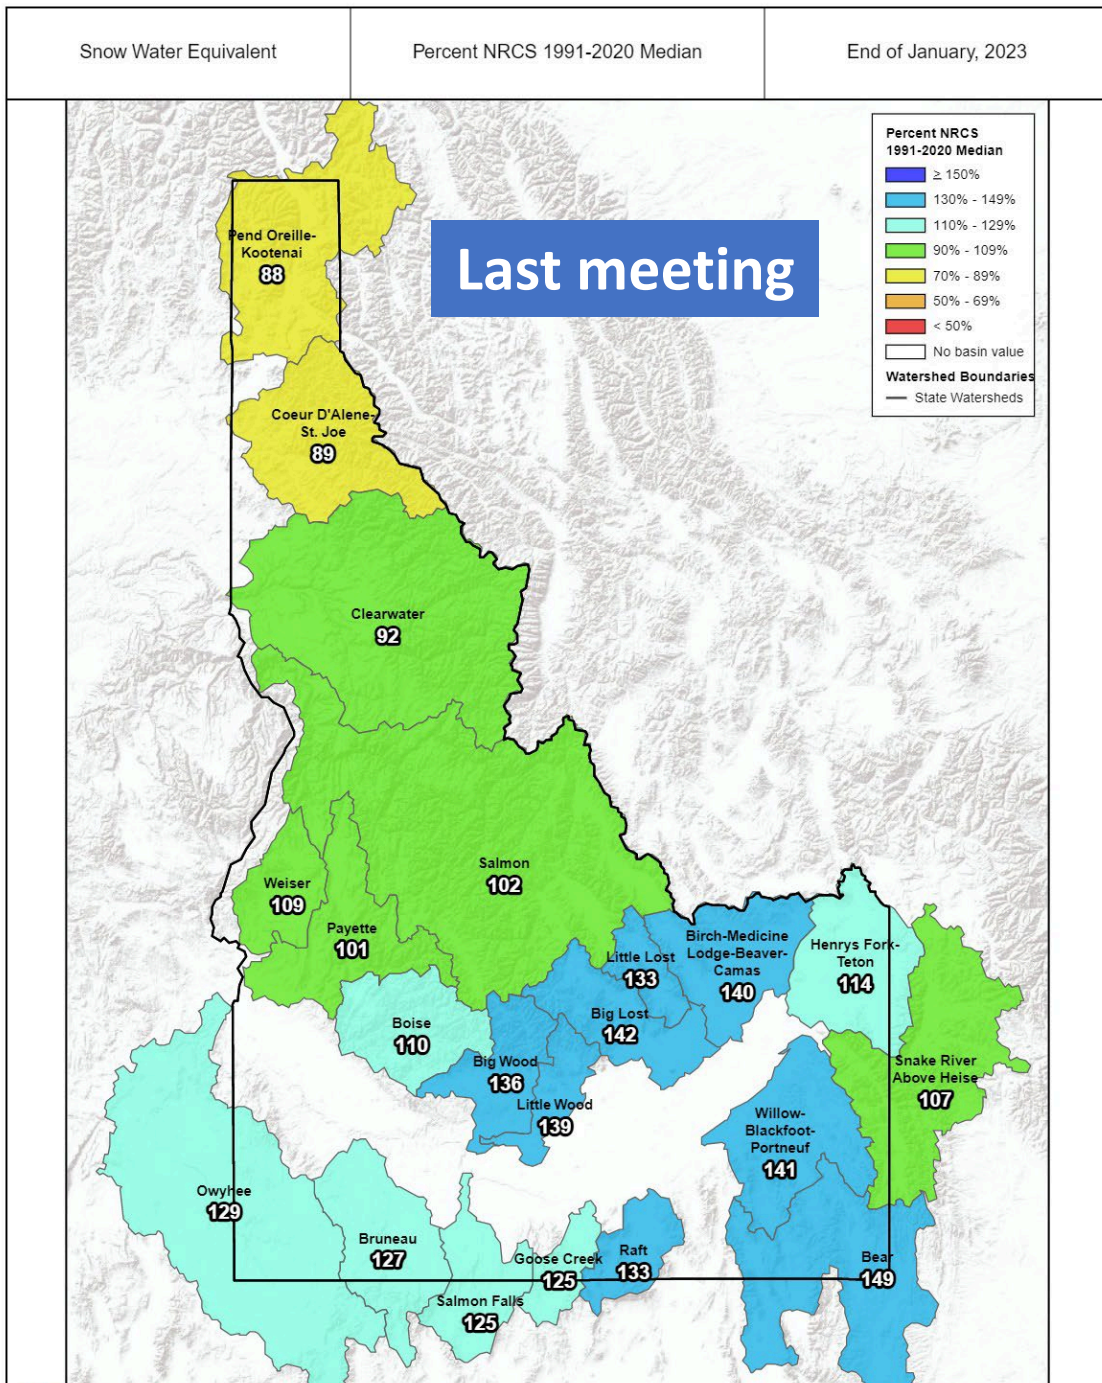 Snow Water Equivalent
Percent NRCS 1991-2020 Median
End of January, 2023
Percent NRCS
1991-2020 Median
≥ 150%
130% - 149%
110% - 129%
90% - 109%
70% - 89%
50% - 69%
< 50%
No basin value
Watershed Boundaries
State Watersheds
Last meeting
Pend Oreille-
Kootenai
88
Coeur D'Alene-
St. Joe
89
Clearwater
92
Salmon
102
Weiser
109
Payette
101
Boise
110
Big Wood
136
Little Wood
139
Big Lost
142
Little Lost
133
Birch-Medicine
Lodge-Beaver-
Camas
140
Henrys Fork-
Teton
114
Snake River
Above Heise
107
Willow-
Blackfoot-
Portneuf
141
Owyhee
129
Bruneau
127
Salmon Falls
125
Goose Creek
125
Raft
133
Bear
149